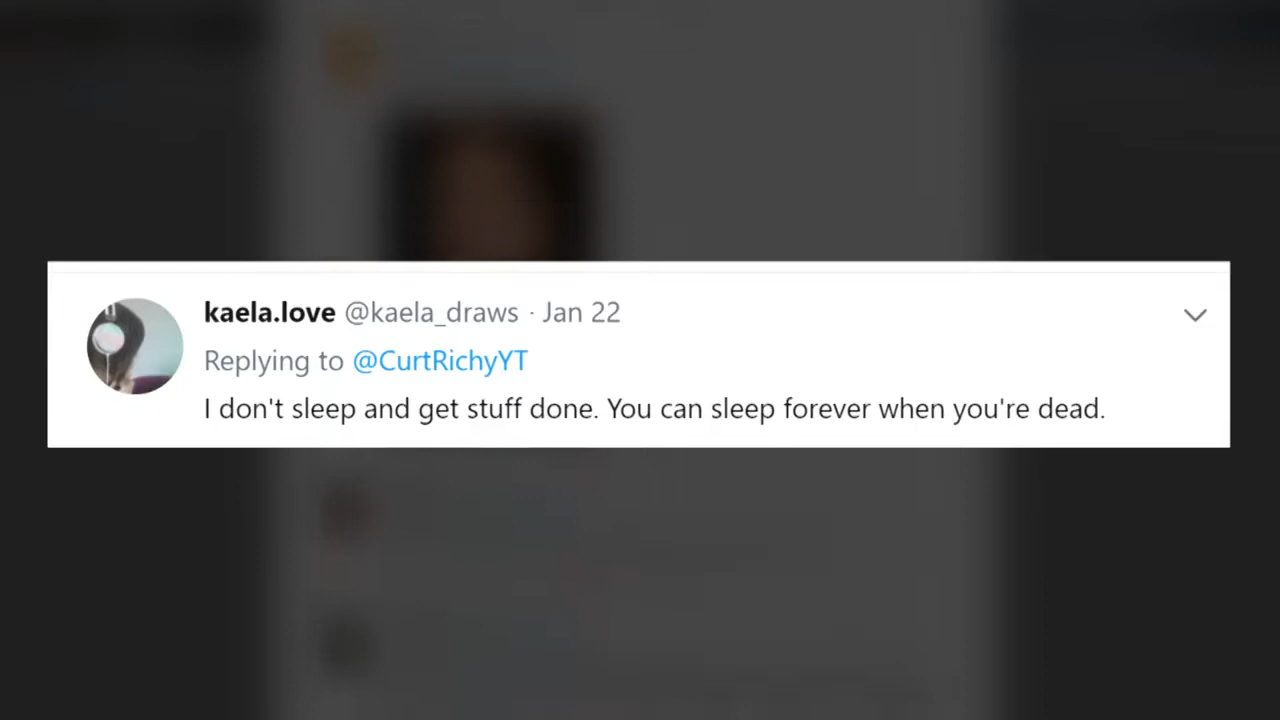 kaela.love @kaela_draws · Jan 22
Replying to @CurtRichyYT
I don't sleep and get stuff done. You can sleep forever when you're dead.